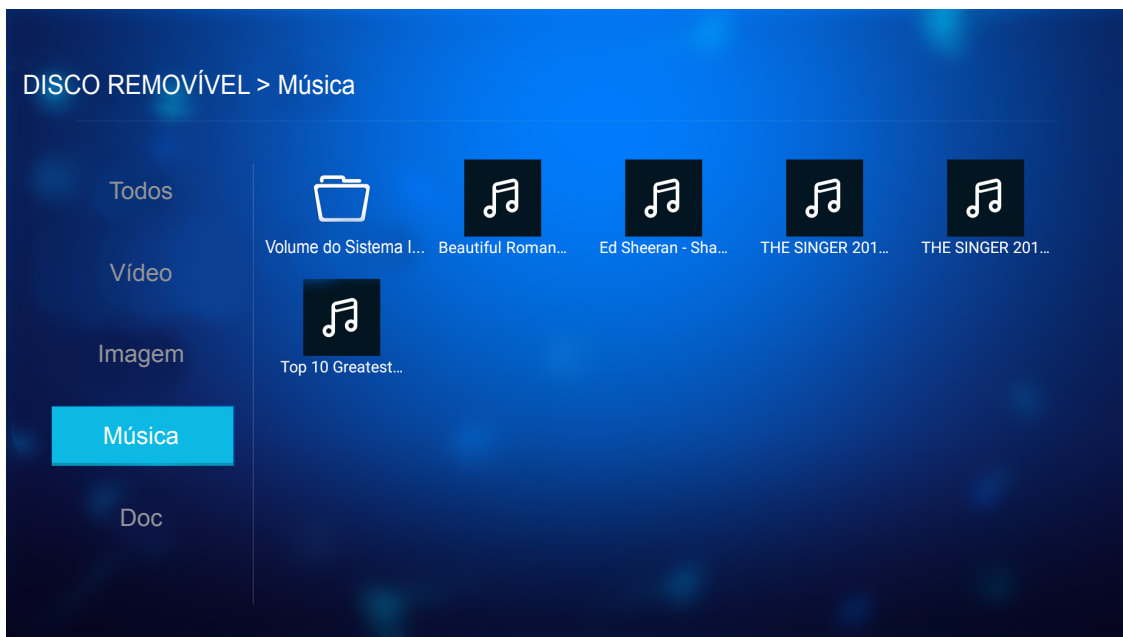 DISCO REMOVÍVEL > Música
Todos
Vídeo
Imagem
Música
Doc
Volume do Sistema I...
Beautiful Roman...
Ed Sheeran - Sha...
THE SINGER 201...
THE SINGER 201...
Top 10 Greatest...